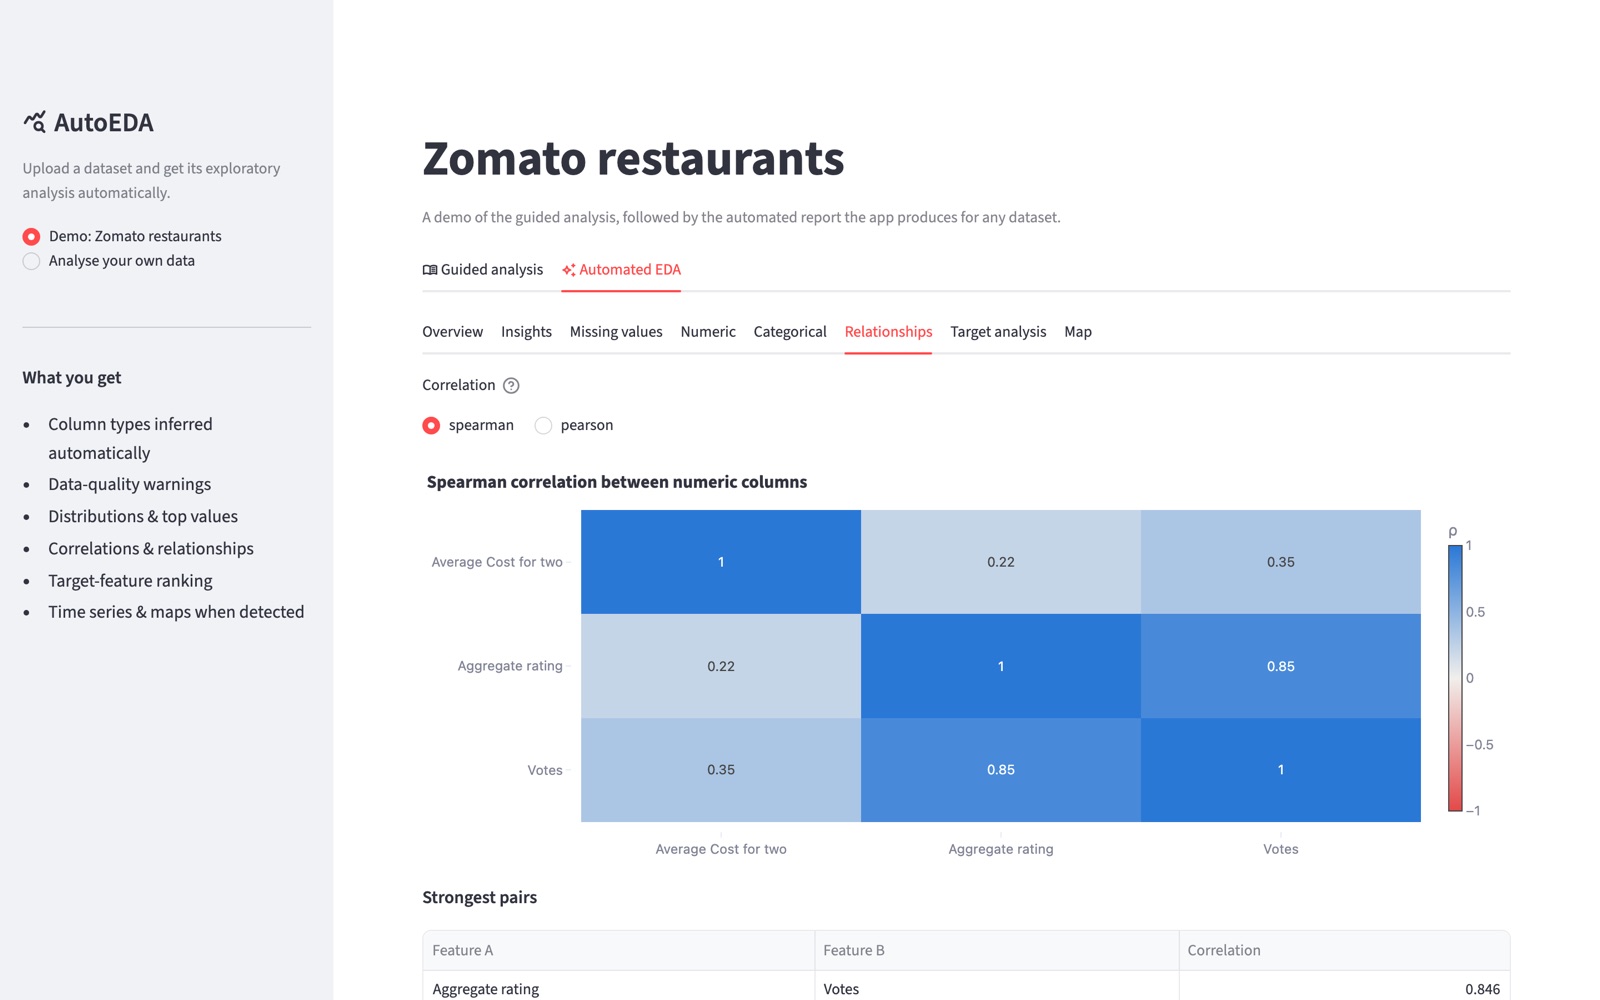 AutoEDA
Upload a dataset and get its exploratory
analysis automatically.
Demo: Zomato restaurants
Analyse your own data
What you get
Column types inferred
automatically
Data-quality warnings
Distributions & top values
Correlations & relationships
Target-feature ranking
Time series & maps when detected
Zomato restaurants
A demo of the guided analysis, followed by the automated report the app produces for any dataset.
Guided analysis Automated EDA
Overview Insights Missing values Numeric Categorical Relationships Target analysis Map
Correlation ?
spearman pearson
Spearman correlation between numeric columns
ρ
1
0.5
0
−0.5
−1
Average Cost for two 1 0.22 0.35
Aggregate rating 0.22 1 0.85
Votes 0.35 0.85 1
Average Cost for two Aggregate rating Votes
Strongest pairs
Feature A Feature B Correlation
Aggregate rating Votes 0.846